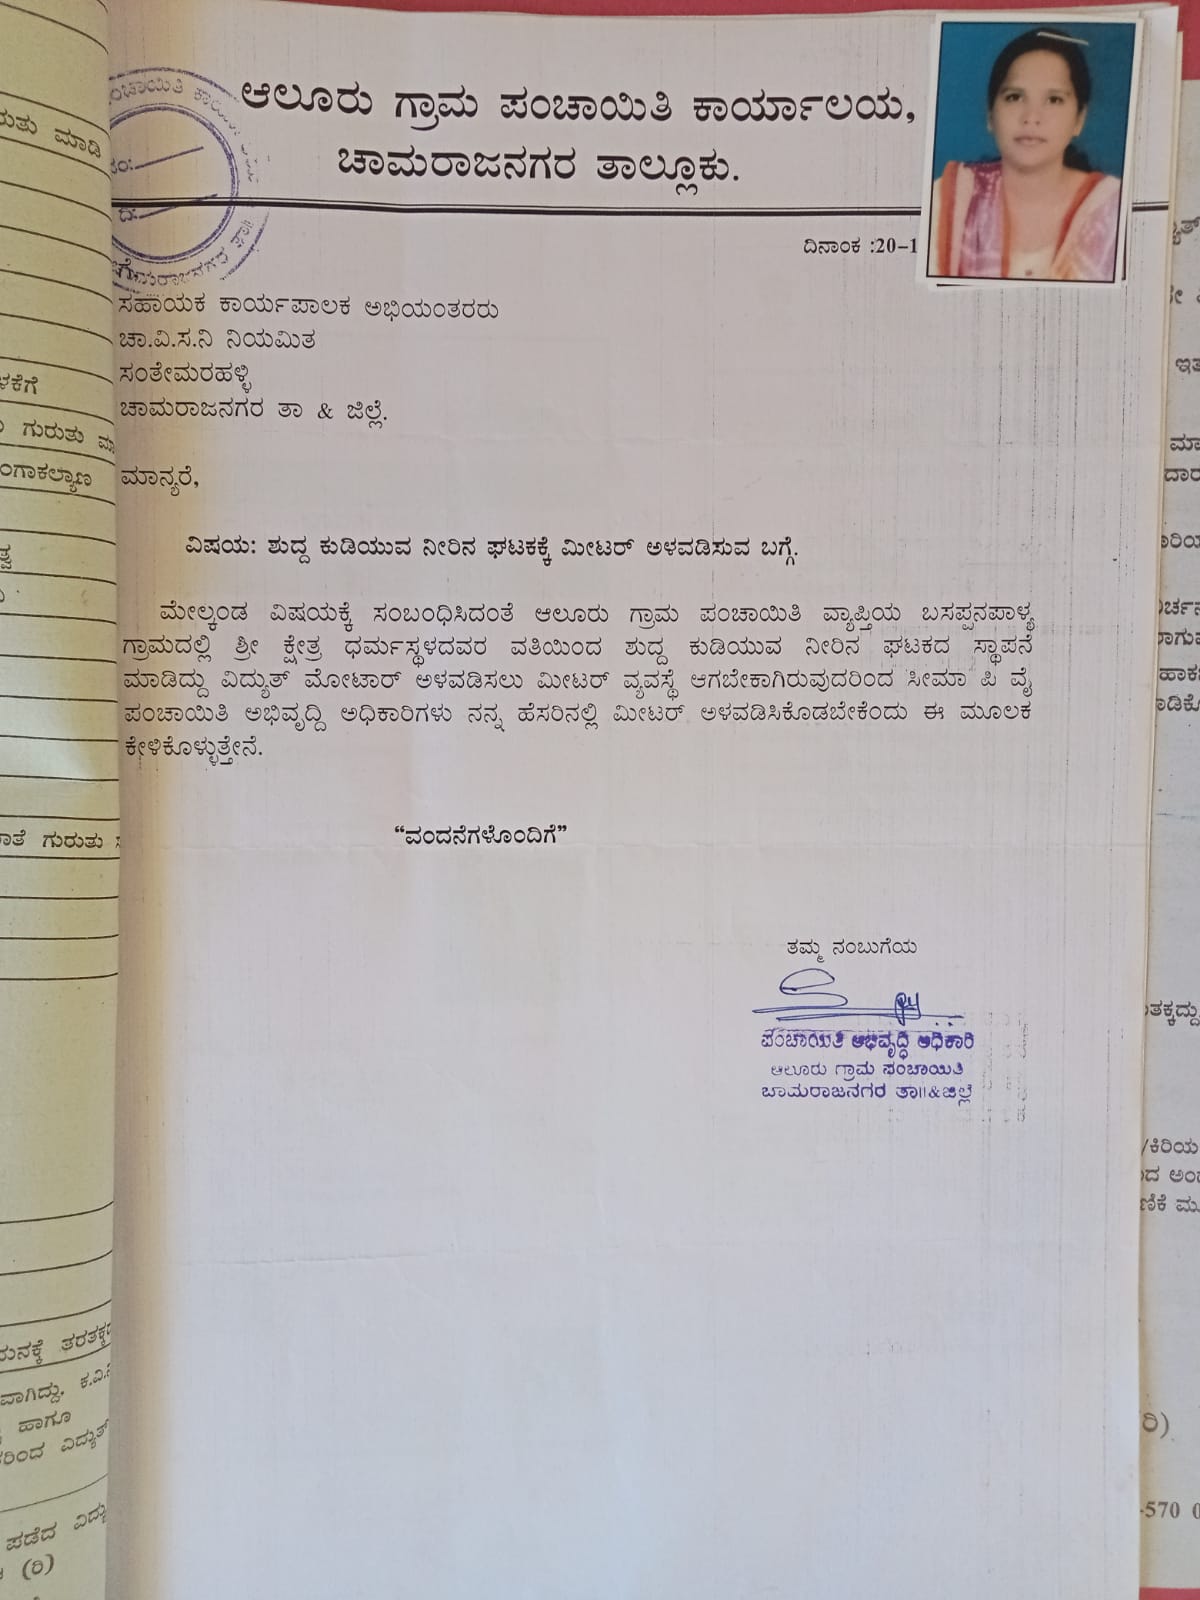 ಆಲೂರು ಗ್ರಾಮ ಪಂಚಾಯಿತಿ ಕಾರ್ಯಾಲಯ,
ಚಾಮರಾಜನಗರ ತಾಲ್ಲೂಕು.
ದಿನಾಂಕ :20-1
ಸಹಾಯಕ ಕಾರ್ಯಪಾಲಕ ಅಭಿಯಂತರರು
ಚಾ.ವಿ.ಸ.ನಿ ನಿಯಮಿತ
ಸಂತೇಮರಹಳ್ಳಿ
ಚಾಮರಾಜನಗರ ತಾ & ಜಿಲ್ಲೆ.
ಮಾನ್ಯರೆ,
ವಿಷಯ: ಶುದ್ದ ಕುಡಿಯುವ ನೀರಿನ ಘಟಕಕ್ಕೆ ಮೀಟರ್ ಅಳವಡಿಸುವ ಬಗ್ಗೆ.
ಮೇಲ್ಕಂಡ ವಿಷಯಕ್ಕೆ ಸಂಬಂಧಿಸಿದಂತೆ ಆಲೂರು ಗ್ರಾಮ ಪಂಚಾಯಿತಿ ವ್ಯಾಪ್ತಿಯ ಬಸಪ್ಪನಪಾಳ್ಯ
ಗ್ರಾಮದಲ್ಲಿ ಶ್ರೀ ಕ್ಷೇತ್ರ ಧರ್ಮಸ್ಥಳದವರ ವತಿಯಿಂದ ಶುದ್ದ ಕುಡಿಯುವ ನೀರಿನ ಘಟಕದ ಸ್ಥಾಪನೆ
ಮಾಡಿದ್ದು ವಿದ್ಯುತ್ ಮೋಟಾರ್ ಅಳವಡಿಸಲು ಮೀಟರ್ ವ್ಯವಸ್ಥೆ ಆಗಬೇಕಾಗಿರುವುದರಿಂದ ಸೀಮಾ ಪಿ ವೈ
ಪಂಚಾಯಿತಿ ಅಭಿವೃದ್ದಿ ಅಧಿಕಾರಿಗಳು ನನ್ನ ಹೆಸರಿನಲ್ಲಿ ಮೀಟರ್ ಅಳವಡಿಸಿಕೊಡಬೇಕೆಂದು ಈ ಮೂಲಕ
ಕೇಳಿಕೊಳ್ಳುತ್ತೇನೆ.
“ವಂದನೆಗಳೊಂದಿಗೆ”
ತಮ್ಮ ನಂಬುಗೆಯ
ಪಂಚಾಯಿತಿ ಅಭಿವೃದ್ಧಿ ಅಧಿಕಾರಿ
ಆಲೂರು ಗ್ರಾಮ ಪಂಚಾಯಿತಿ
ಚಾಮರಾಜನಗರ ತಾ||&ಜಿಲ್ಲೆ